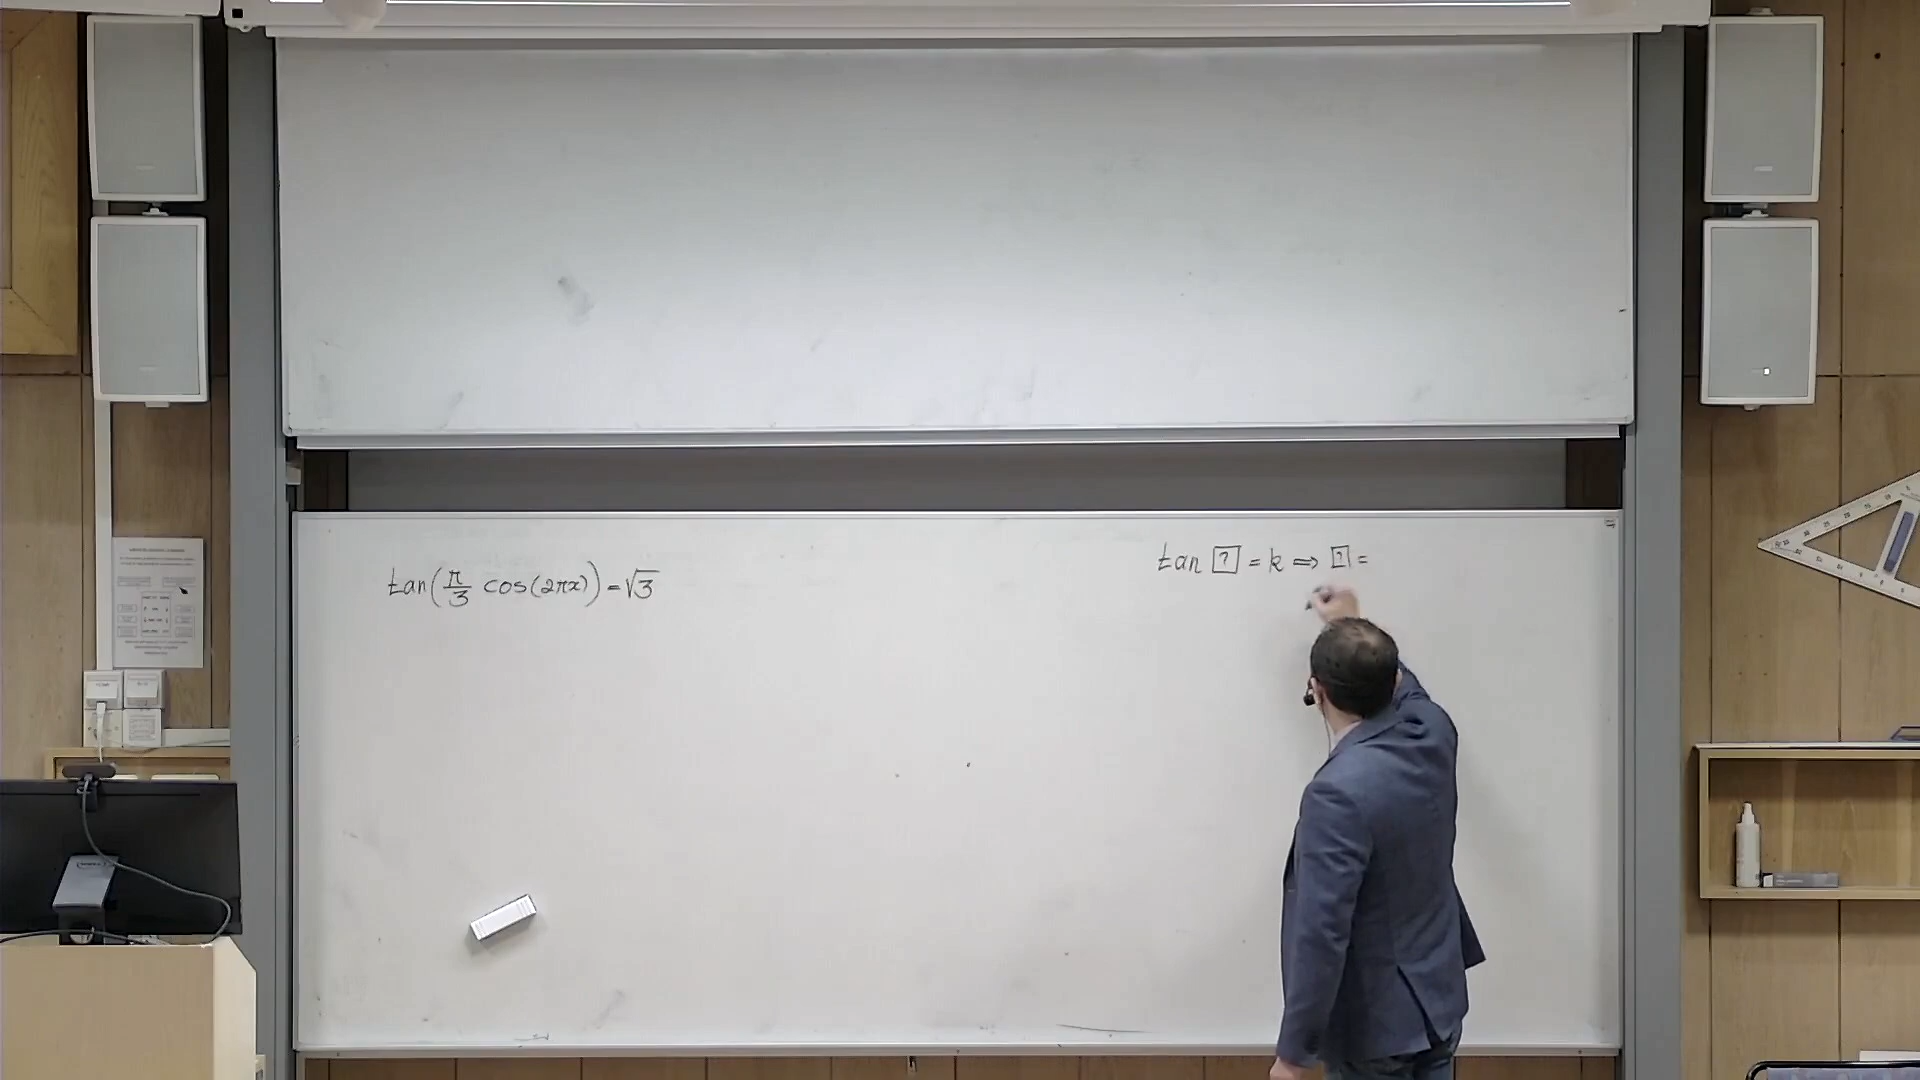 tan(π/3 cos(2πx)) = √3
tan [?] = k ⇒ [?] =